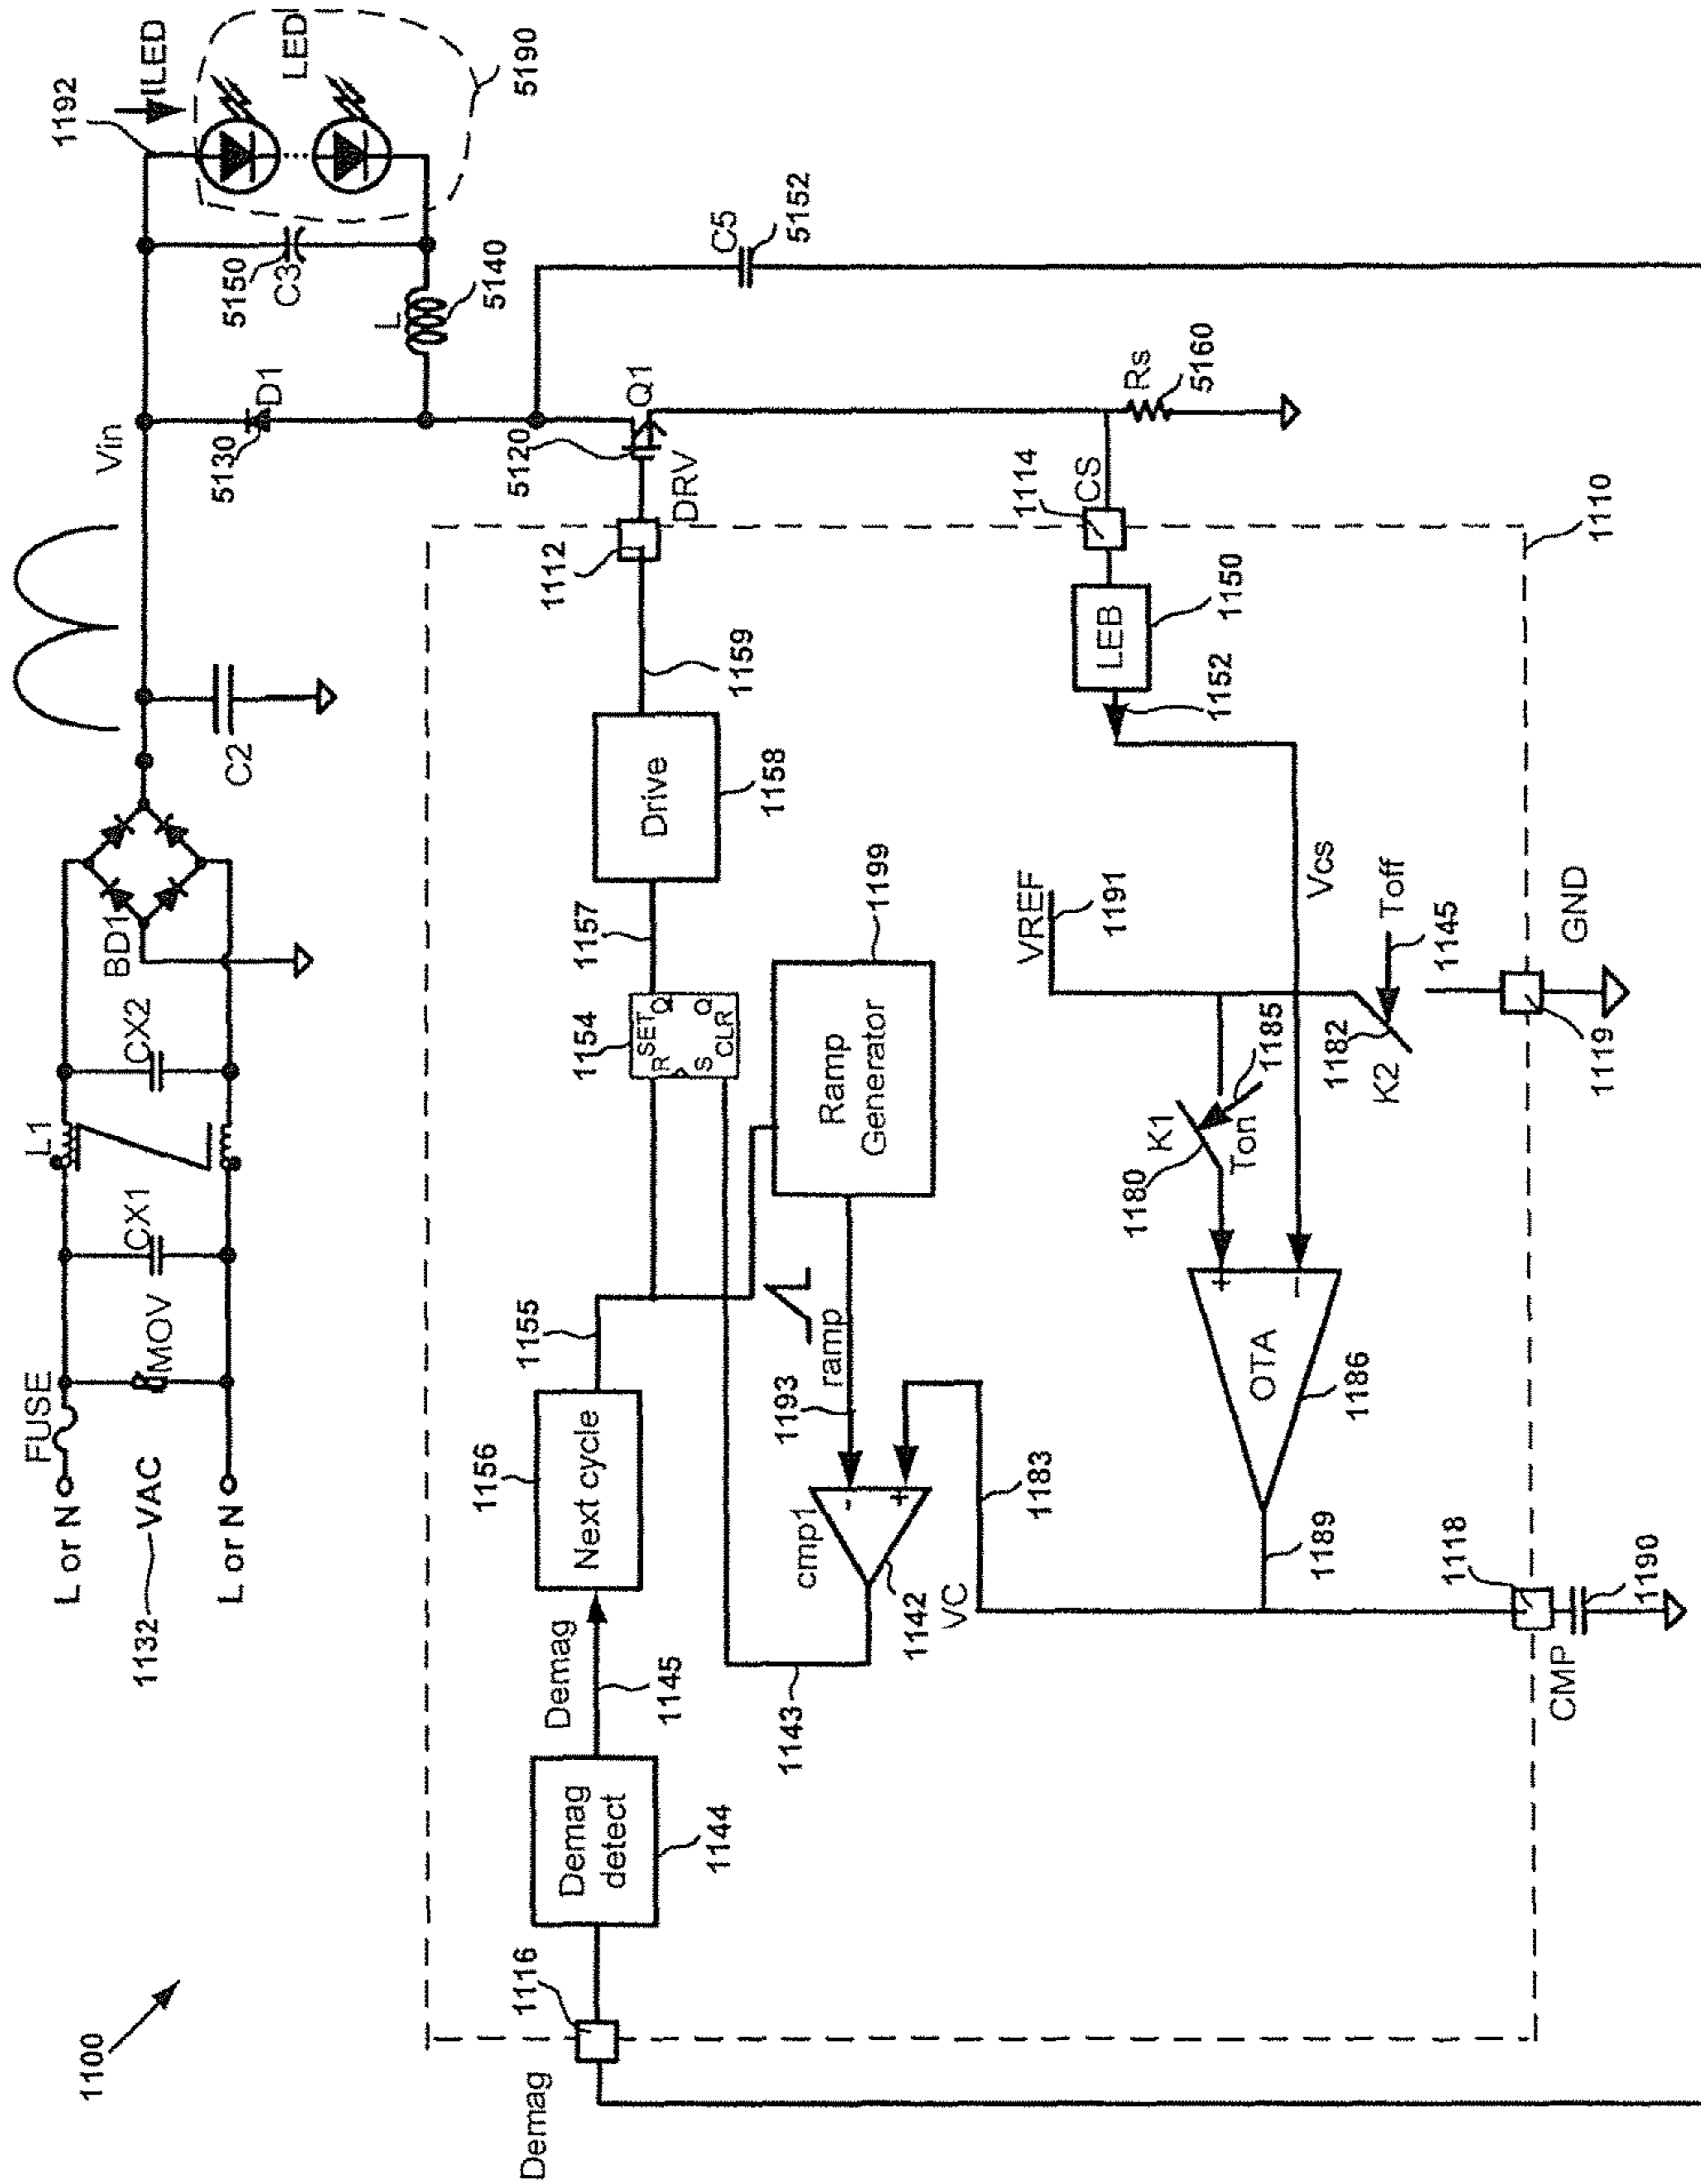 1100
L or N
FUSE
MOV
CX1
L1
CX2
BD1
C2
Vin
1132
VAC
L or N
1192
ILED
LED
5190
5150
C3
L
5140
D1
5130
C5
5152
Q1
5120
DRV
1112
1159
Drive
1158
1157
1154
R
SET
Q
S
CLR
Q
1155
1156
Next cycle
Demag
1145
Demag
detect
1144
1116
Demag
Ramp
Generator
1199
ramp
1193
cmp1
1142
1143
VC
1183
Rs
5160
CS
1114
LEB
1150
1152
VREF
1191
Vcs
K1
1180
Ton
1185
1182
K2
Toff
1145
OTA
1186
1189
1118
CMP
1190
GND
1119
1110